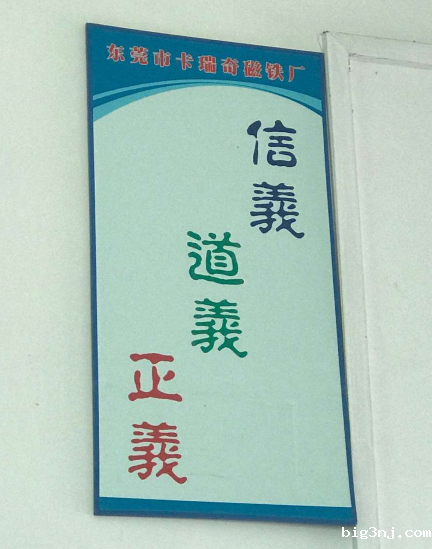 东莞市卡瑞奇磁铁厂
信義
道義
正義
big3nj.com